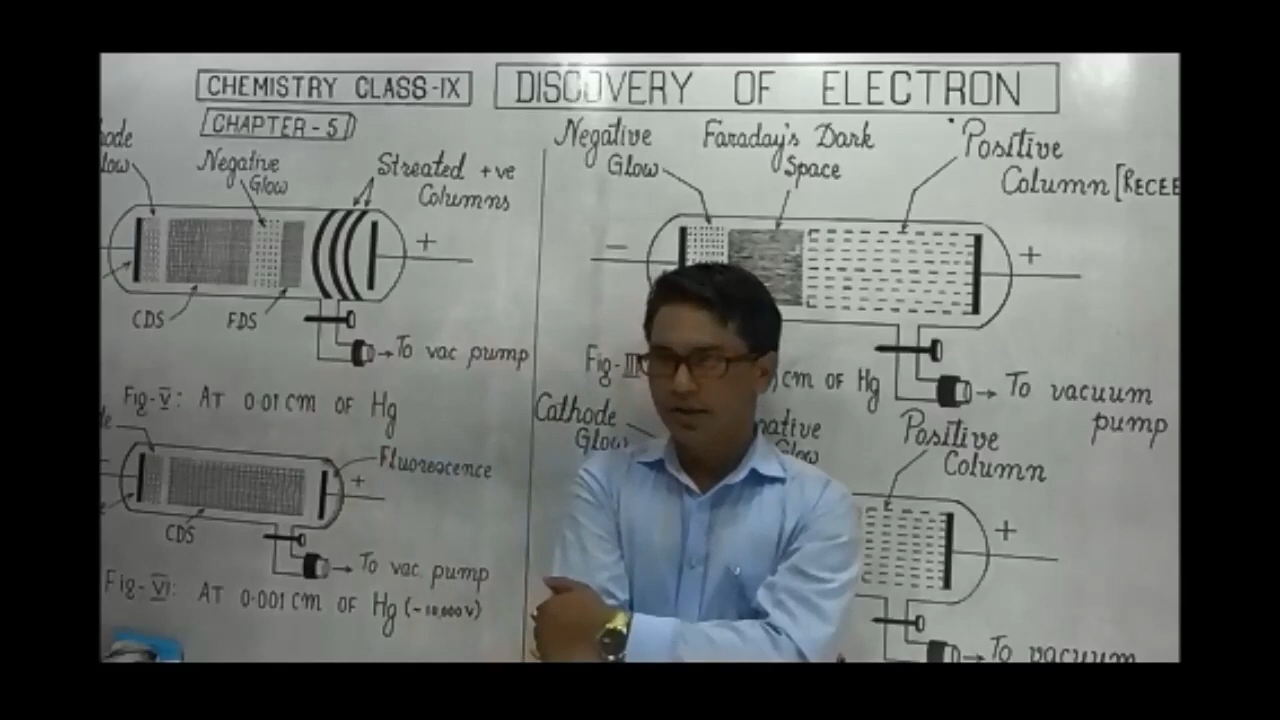 CHEMISTRY CLASS-IX
DISCOVERY OF ELECTRON
CHAPTER-5
Negative
Glow
Streated +ve
Columns
+
CDS
FDS
To vac pump
Fig-V: AT 0.01 cm OF Hg
Fluorescence
+
CDS
To vac. pump
Fig-VI: AT 0.001 cm OF Hg (~10,000 V)
Negative
Glow
Faraday's Dark
Space
Positive
Column
−
+
Fig-III
cm OF Hg
To vacuum
pump
Cathode
Glow
Positive
Column
+
To vacuum